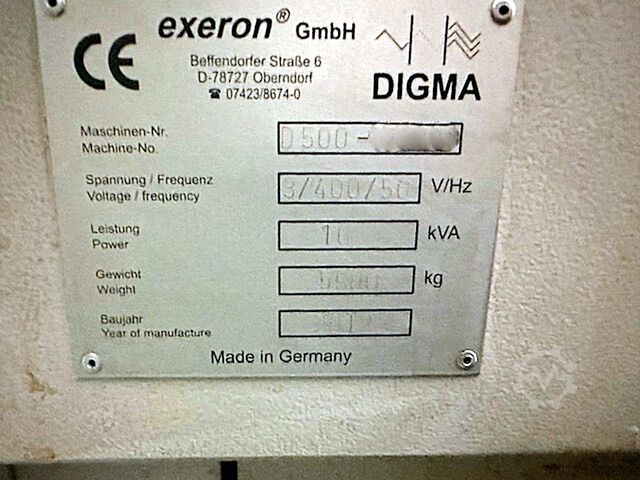 CE
exeron® GmbH
Beffendorfer Straße 6
D-78727 Oberndorf
☎ 07423/8674-0
DIGMA
Maschinen-Nr.
Machine-No.
D500-
Spannung / Frequenz
Voltage / frequency
3/400/50
V/Hz
Leistung
Power
10
kVA
Gewicht
Weight
kg
Baujahr
Year of manufacture
Made in Germany